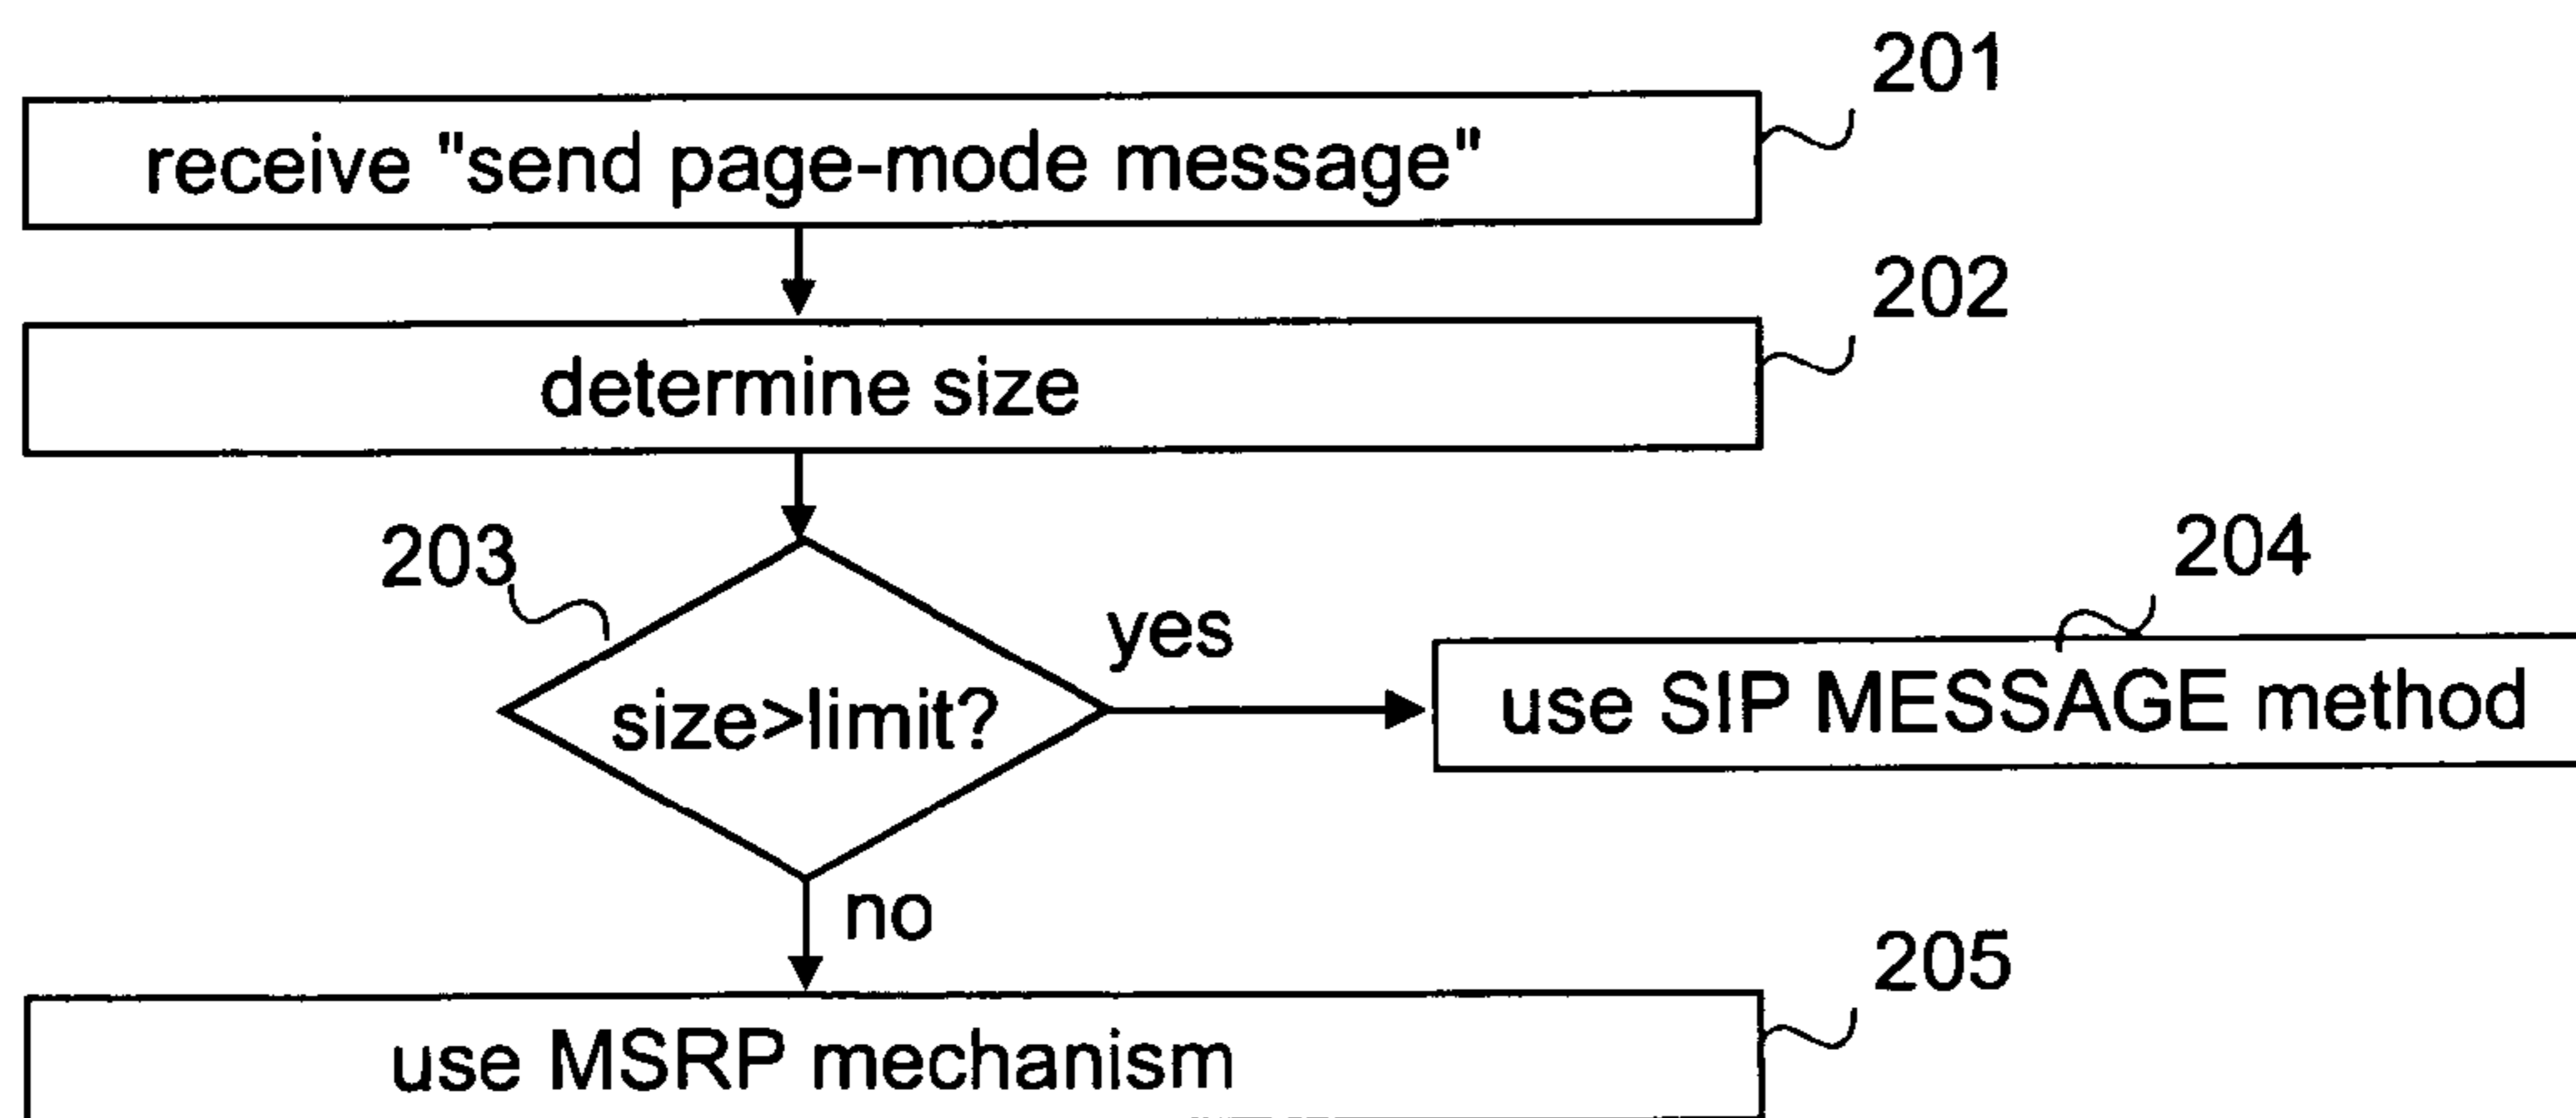 201
receive "send page-mode message"
202
determine size
203
204
yes
size>limit?
use SIP MESSAGE method
no
205
use MSRP mechanism